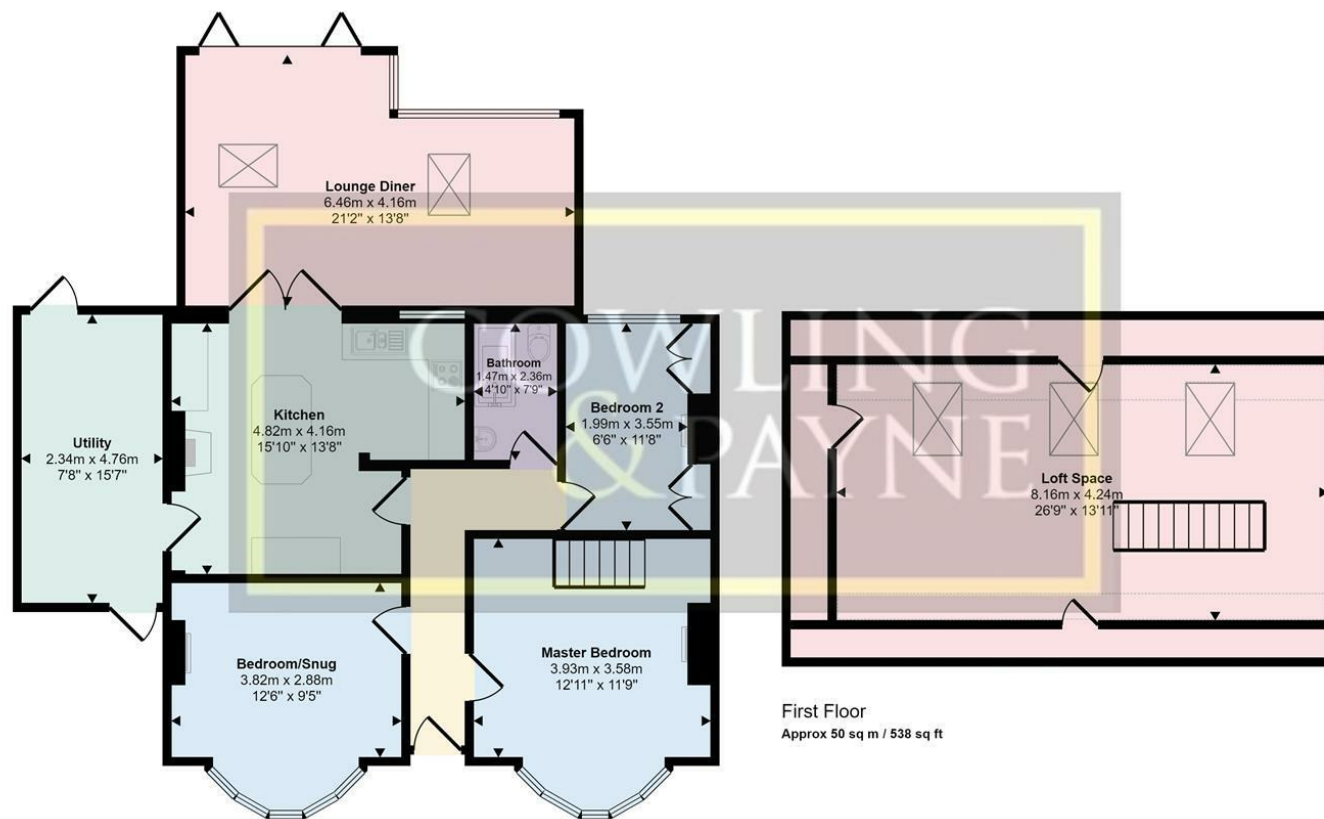 Lounge Diner
6.46m x 4.16m
21'2" x 13'8"
COWLING
& PAYNE
Bathroom
1.47m x 2.36m
4'10" x 7'9"
Kitchen
4.82m x 4.16m
15'10" x 13'8"
Bedroom 2
1.99m x 3.55m
6'6" x 11'8"
Utility
2.34m x 4.76m
7'8" x 15'7"
Loft Space
8.16m x 4.24m
26'9" x 13'11"
Bedroom/Snug
3.82m x 2.88m
12'6" x 9'5"
Master Bedroom
3.93m x 3.58m
12'11" x 11'9"
First Floor
Approx 50 sq m / 538 sq ft